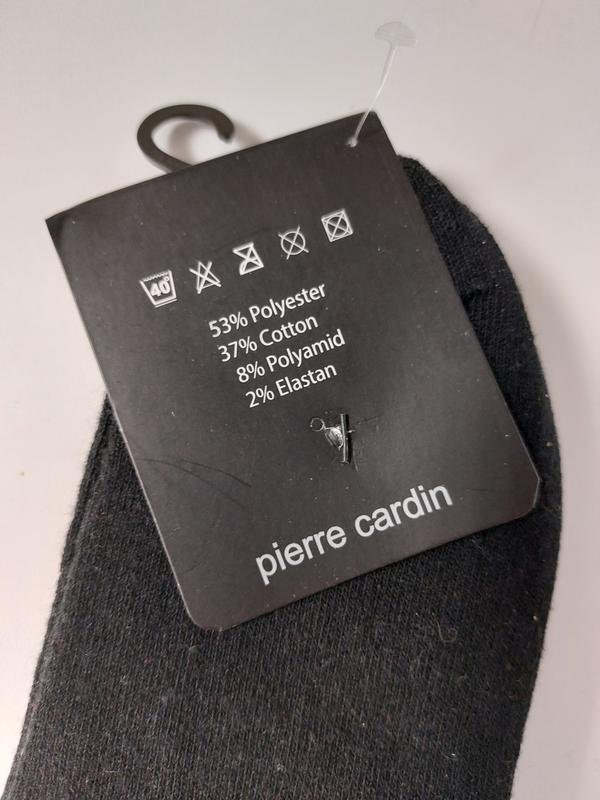 40°
53% Polyester
37% Cotton
8% Polyamid
2% Elastan
pierre cardin